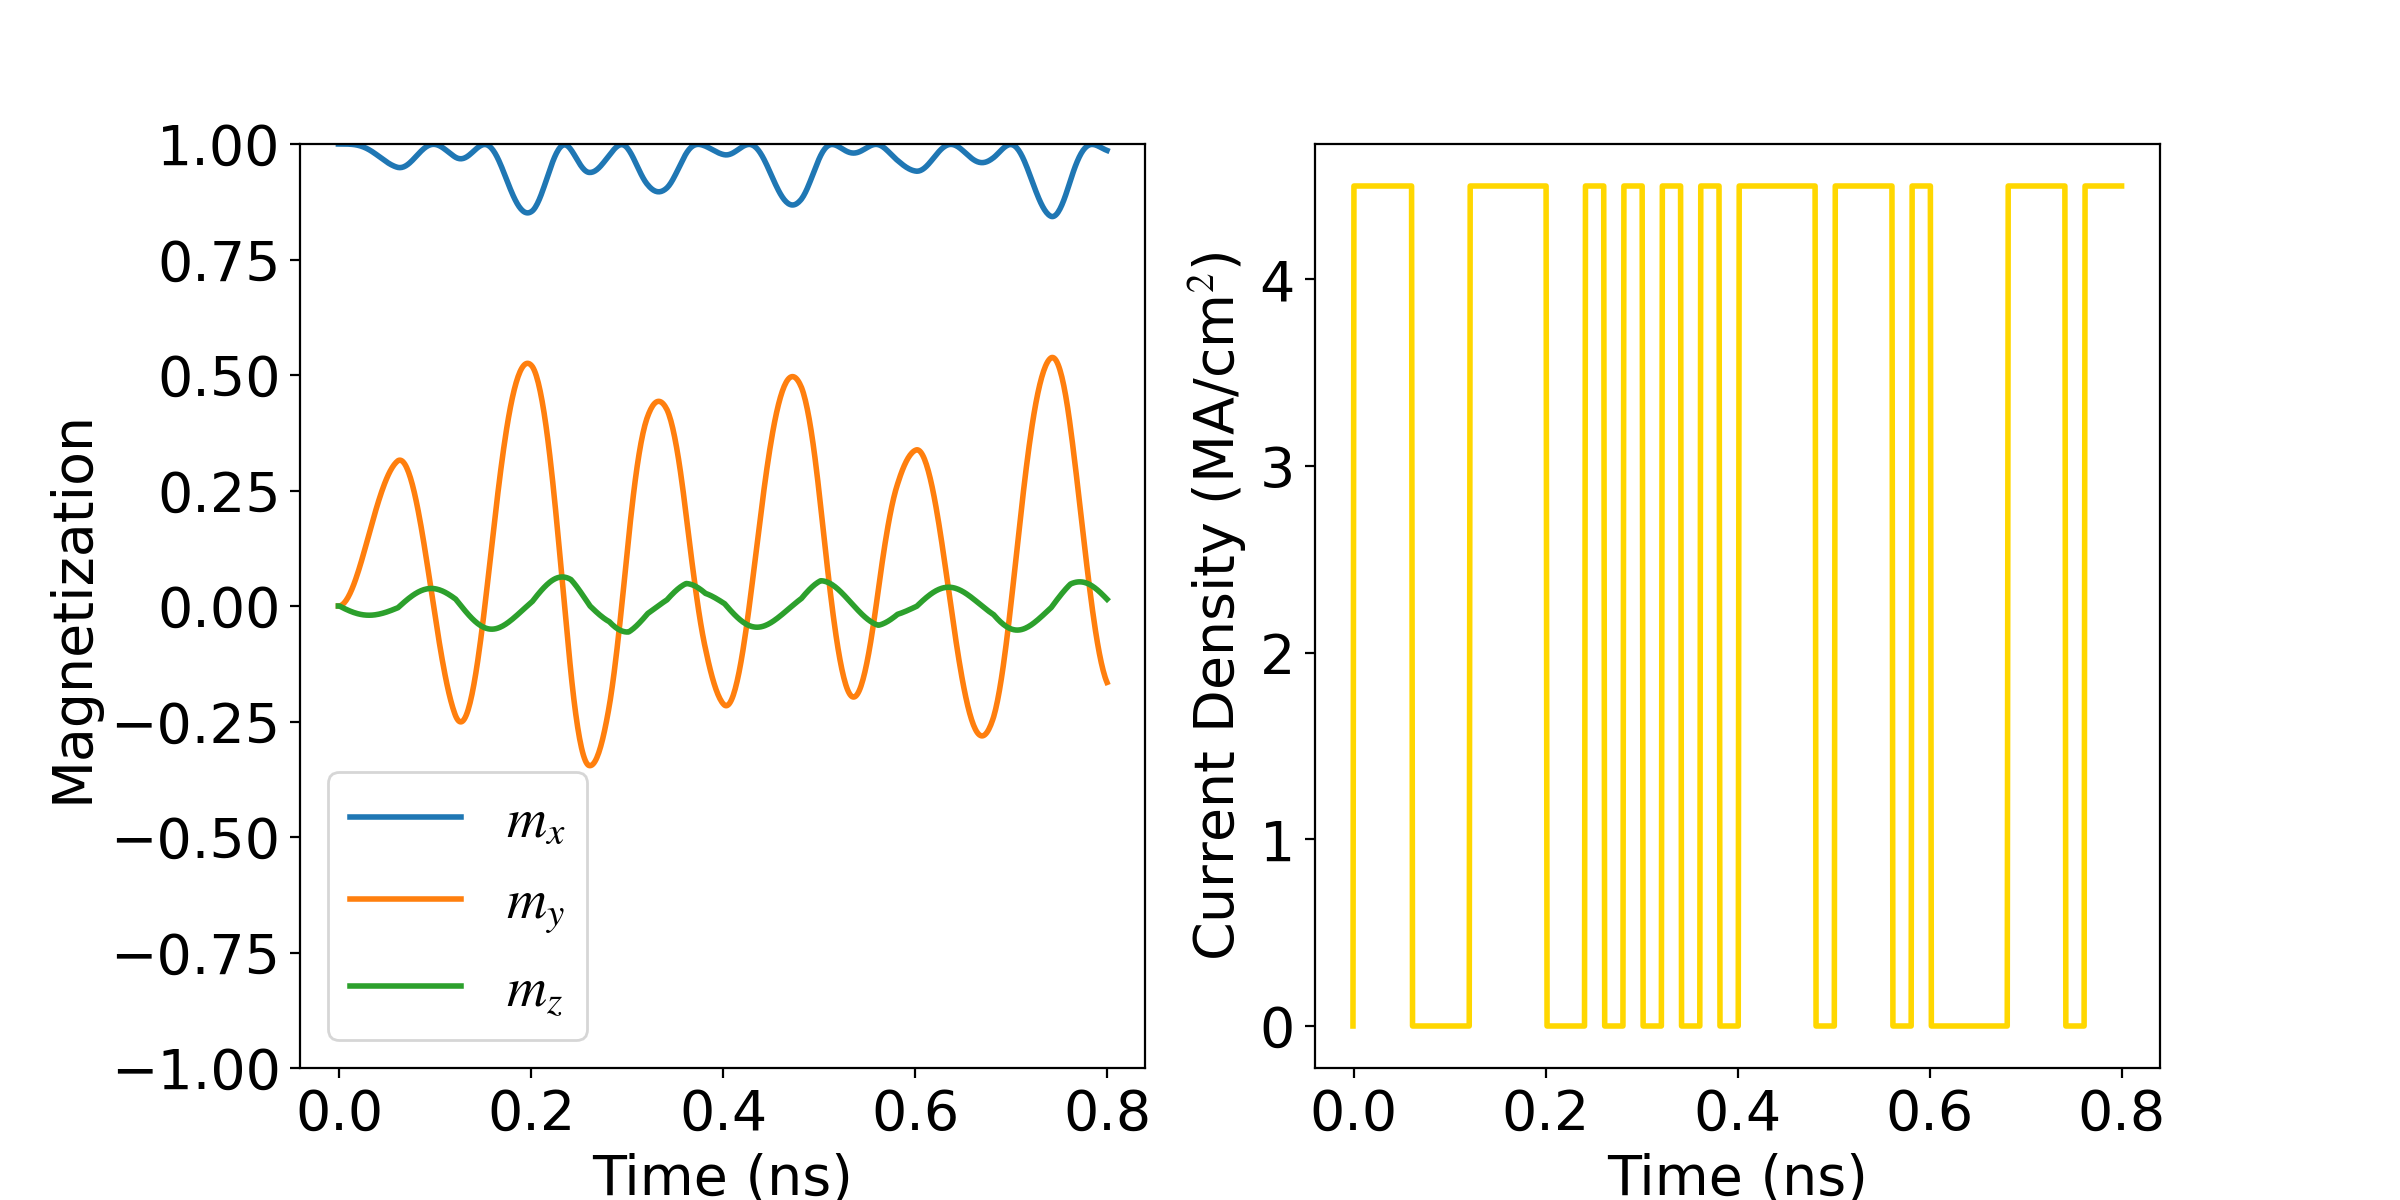 1.00
0.75
0.50
0.25
0.00
−0.25
−0.50
−0.75
−1.00
Magnetization
m_x
m_y
m_z
0.0 0.2 0.4 0.6 0.8
Time (ns)
4
3
2
1
0
Current Density (MA/cm²)
0.0 0.2 0.4 0.6 0.8
Time (ns)